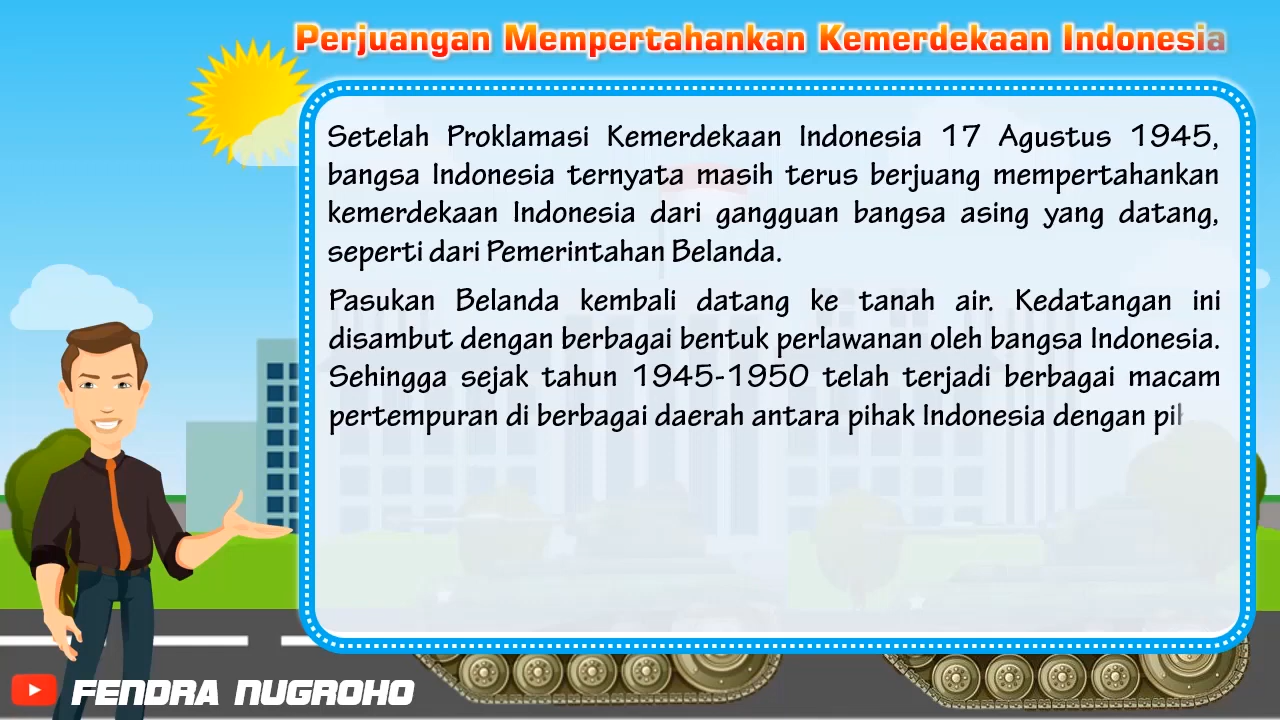 Perjuangan Mempertahankan Kemerdekaan Indonesia
Setelah Proklamasi Kemerdekaan Indonesia 17 Agustus 1945,
bangsa Indonesia ternyata masih terus berjuang mempertahankan
kemerdekaan Indonesia dari gangguan bangsa asing yang datang,
seperti dari Pemerintahan Belanda.
Pasukan Belanda kembali datang ke tanah air. Kedatangan ini
disambut dengan berbagai bentuk perlawanan oleh bangsa Indonesia.
Sehingga sejak tahun 1945-1950 telah terjadi berbagai macam
pertempuran di berbagai daerah antara pihak Indonesia dengan
FENDRA NUGROHO